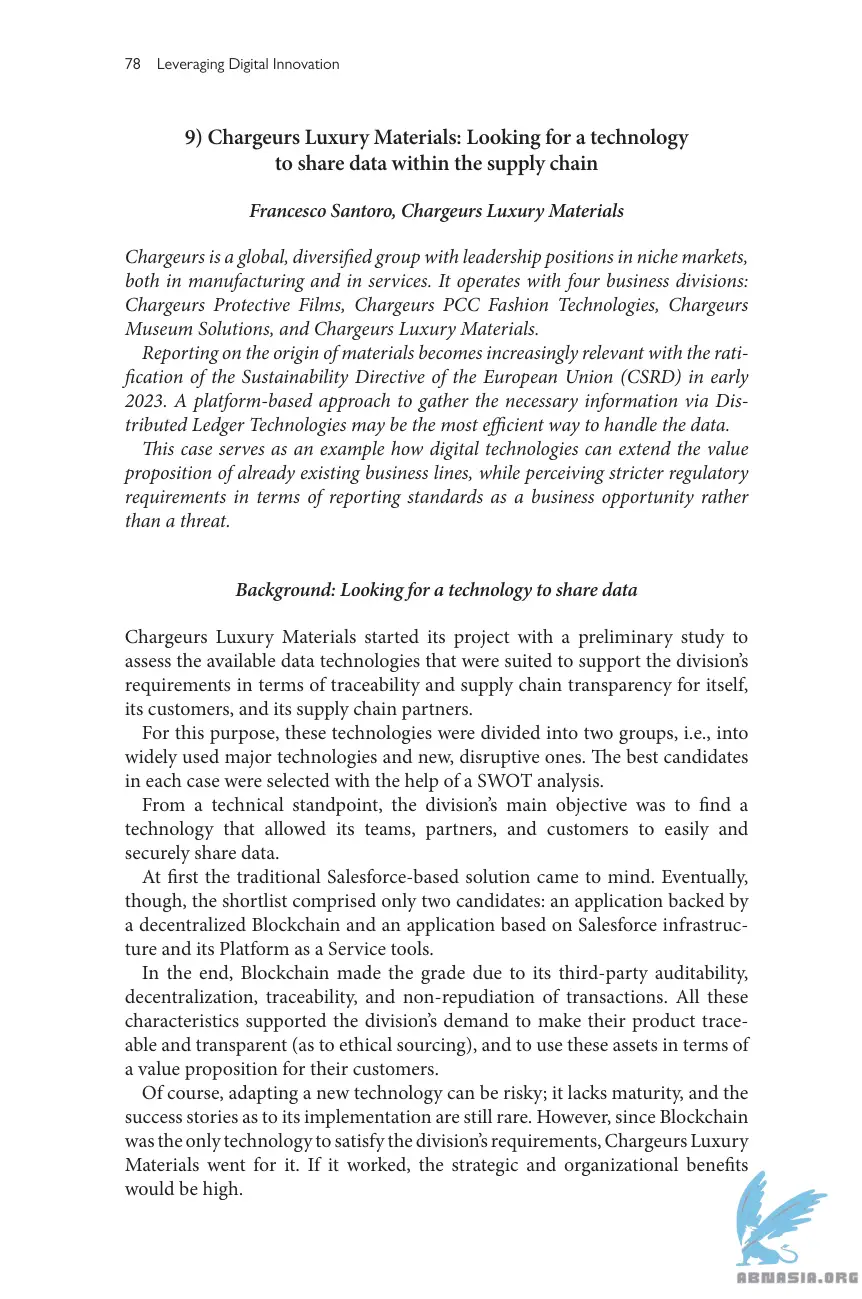 78 Leveraging Digital Innovation
9) Chargeurs Luxury Materials: Looking for a technology
to share data within the supply chain
Francesco Santoro, Chargeurs Luxury Materials
Chargeurs is a global, diversified group with leadership positions in niche markets,
both in manufacturing and in services. It operates with four business divisions:
Chargeurs Protective Films, Chargeurs PCC Fashion Technologies, Chargeurs
Museum Solutions, and Chargeurs Luxury Materials.
Reporting on the origin of materials becomes increasingly relevant with the rati-
fication of the Sustainability Directive of the European Union (CSRD) in early
2023. A platform-based approach to gather the necessary information via Dis-
tributed Ledger Technologies may be the most efficient way to handle the data.
This case serves as an example how digital technologies can extend the value
proposition of already existing business lines, while perceiving stricter regulatory
requirements in terms of reporting standards as a business opportunity rather
than a threat.
Background: Looking for a technology to share data
Chargeurs Luxury Materials started its project with a preliminary study to
assess the available data technologies that were suited to support the division's
requirements in terms of traceability and supply chain transparency for itself,
its customers, and its supply chain partners.
For this purpose, these technologies were divided into two groups, i.e., into
widely used major technologies and new, disruptive ones. The best candidates
in each case were selected with the help of a SWOT analysis.
From a technical standpoint, the division's main objective was to find a
technology that allowed its teams, partners, and customers to easily and
securely share data.
At first the traditional Salesforce-based solution came to mind. Eventually,
though, the shortlist comprised only two candidates: an application backed by
a decentralized Blockchain and an application based on Salesforce infrastruc-
ture and its Platform as a Service tools.
In the end, Blockchain made the grade due to its third-party auditability,
decentralization, traceability, and non-repudiation of transactions. All these
characteristics supported the division's demand to make their product trace-
able and transparent (as to ethical sourcing), and to use these assets in terms of
a value proposition for their customers.
Of course, adapting a new technology can be risky; it lacks maturity, and the
success stories as to its implementation are still rare. However, since Blockchain
was the only technology to satisfy the division's requirements, Chargeurs Luxury
Materials went for it. If it worked, the strategic and organizational benefits
would be high.
ABNASIA.ORG